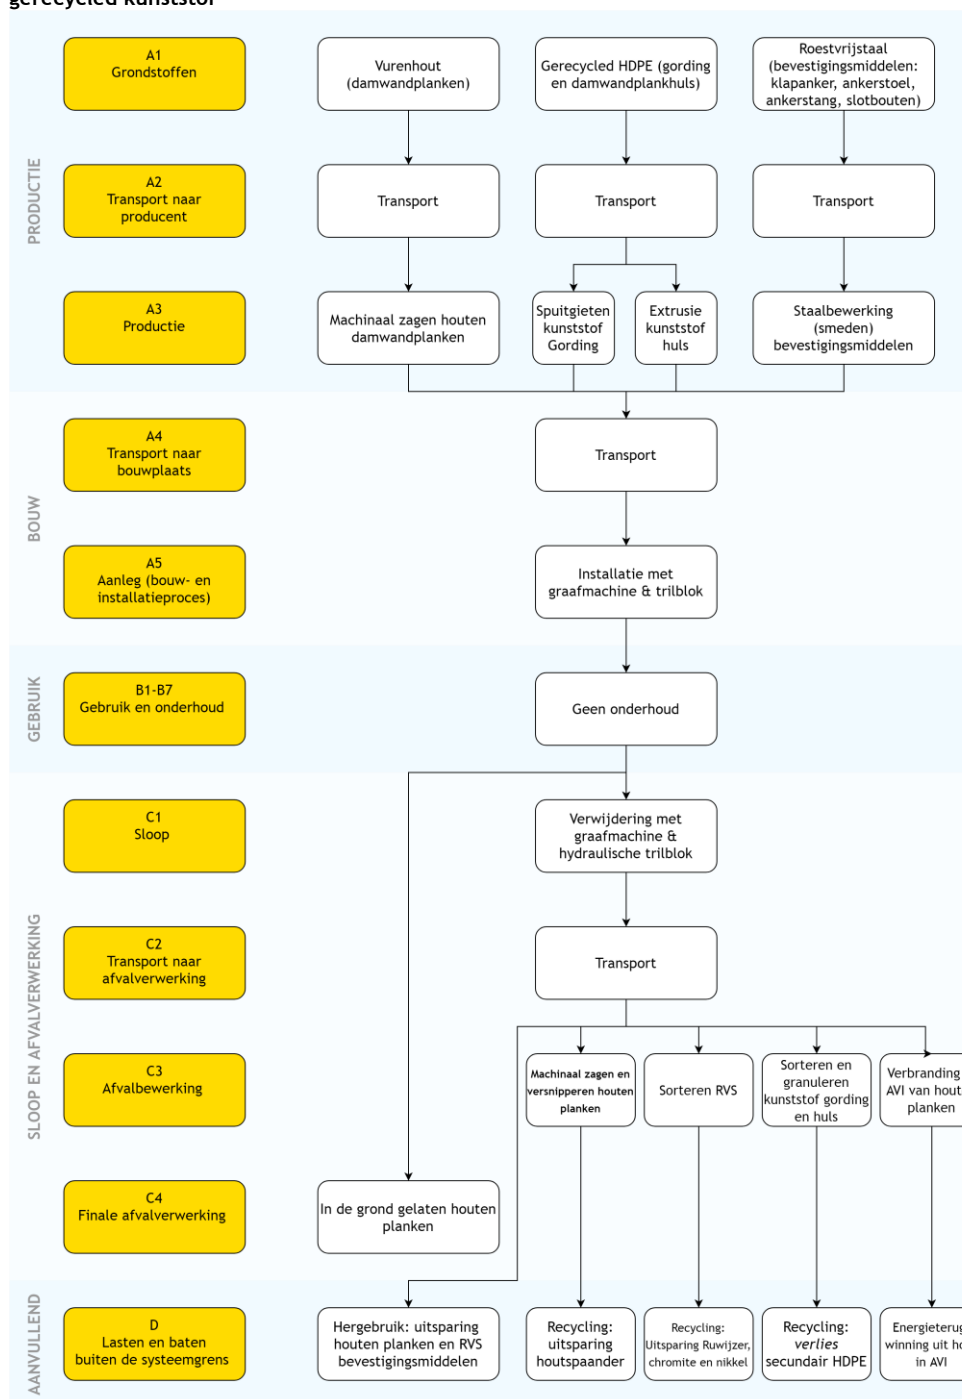 gerecycled kunststof
A1
Grondstoffen
Vurenhout
(damwandplanken)
Gerecycled HDPE (gording
en damwandplankhuls)
Roestvrijstaal
(bevestigingsmiddelen:
klapanker, ankerstoel,
ankerstang, slotbouten)
PRODUCTIE
A2
Transport naar
producent
Transport
Transport
Transport
A3
Productie
Machinaal zagen houten
damwandplanken
Spuitgieten
kunststof
Gording
Extrusie
kunststof
huls
Staalbewerking
(smeden)
bevestigingsmiddelen
A4
Transport naar
bouwplaats
Transport
BOUW
A5
Aanleg (bouw- en
installatieproces)
Installatie met
graafmachine & trilblok
GEBRUIK
B1-B7
Gebruik en onderhoud
Geen onderhoud
C1
Sloop
Verwijdering met
graafmachine &
hydraulische trilblok
SLOOP EN AFVALVERWERKING
C2
Transport naar
afvalverwerking
Transport
C3
Afvalbewerking
Machinaal zagen en
versnipperen houten
planken
Sorteren RVS
Sorteren en
granuleren
kunststof gording
en huls
Verbranding
AVI van hout
planken
C4
Finale afvalverwerking
In de grond gelaten houten
planken
AANVULLEND
D
Lasten en baten
buiten de systeemgrens
Hergebruik: uitsparing
houten planken en RVS
bevestigingsmiddelen
Recycling:
uitsparing
houtspaander
Recycling:
Uitsparing Ruwijzer,
chromite en nikkel
Recycling:
verlies
secundair HDPE
Energieterug
winning uit ho
in AVI